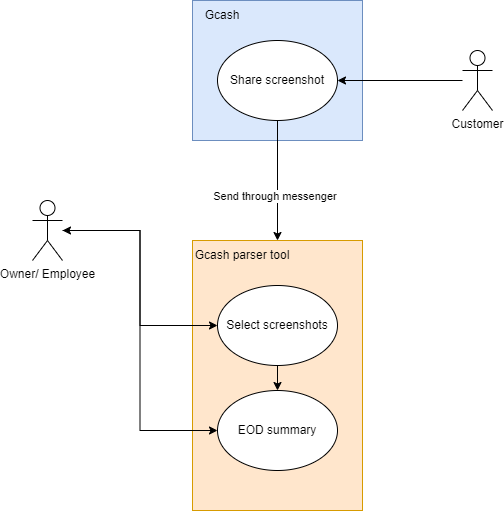 Gcash
Share screenshot
Customer
Send through messenger
Gcash parser tool
Owner/ Employee
Select screenshots
EOD summary